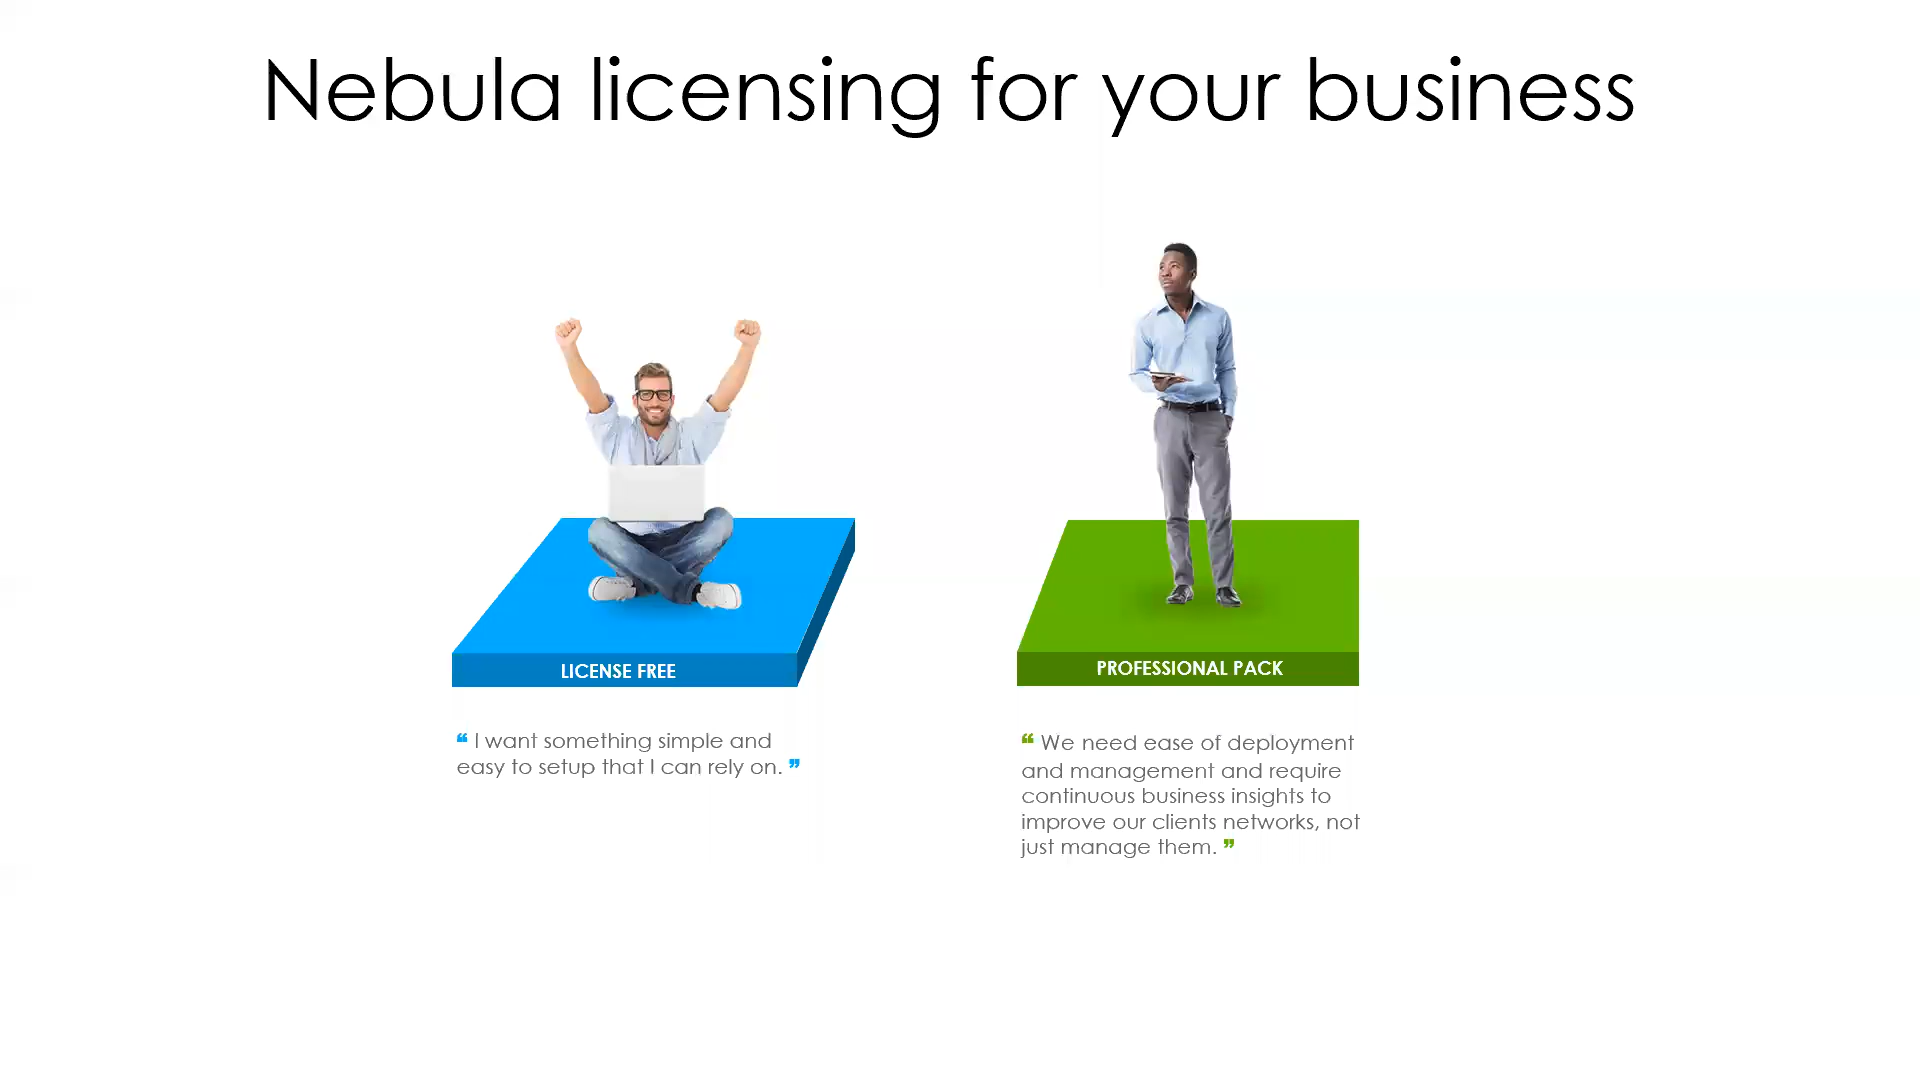 Nebula licensing for your business
LICENSE FREE
❝ I want something simple and
easy to setup that I can rely on. ❞
PROFESSIONAL PACK
❝ We need ease of deployment
and management and require
continuous business insights to
improve our clients networks, not
just manage them. ❞